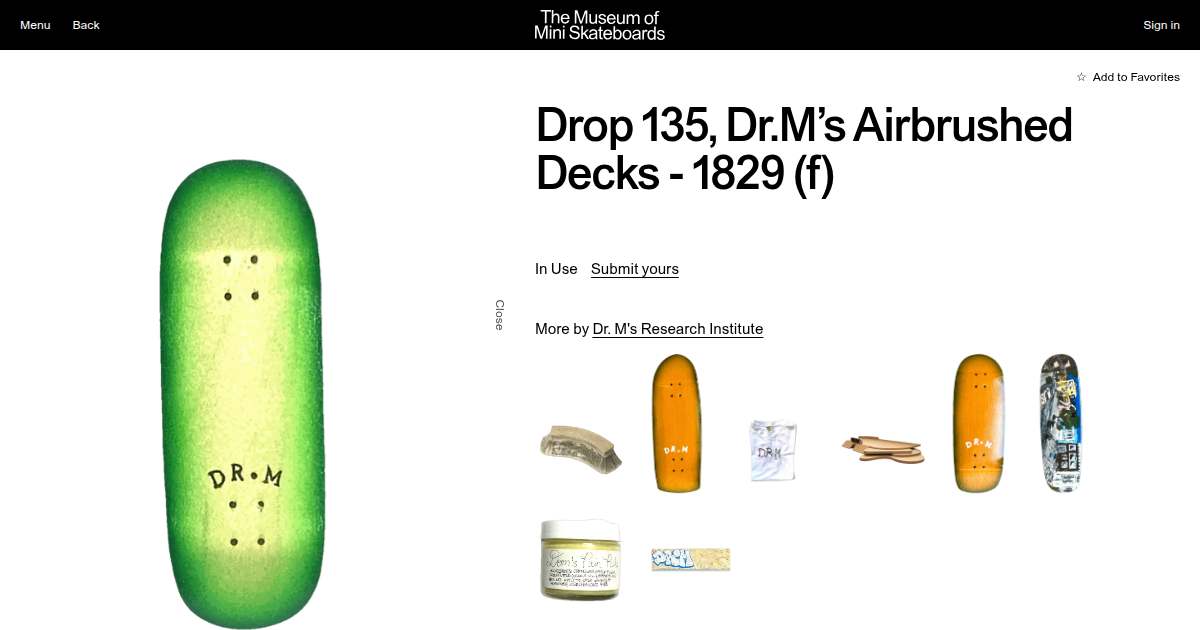 Menu
Back
The Museum of
Mini Skateboards
Sign in
☆ Add to Favorites
Drop 135, Dr.M’s Airbrushed
Decks - 1829 (f)
In Use
Submit yours
Close
More by Dr. M's Research Institute
DR•M
DR•M
DRM
DR•M